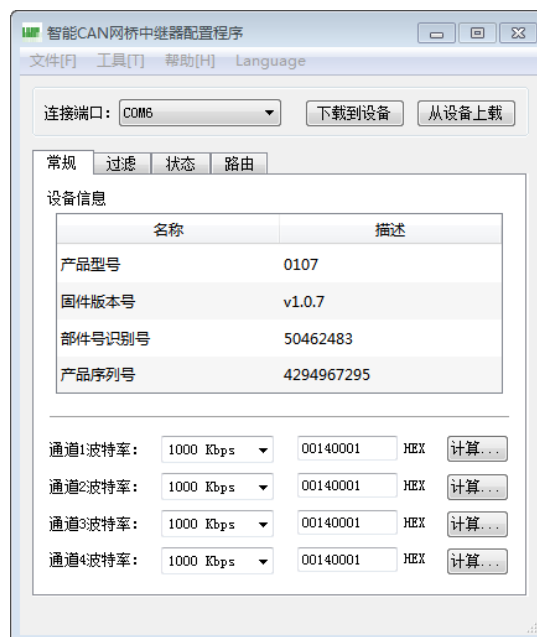 智能CAN网桥中继器配置程序
文件[F] 工具[T] 帮助[H] Language
连接端口: COM6 下载到设备 从设备上载
常规 过滤 状态 路由
设备信息
名称 描述
产品型号 0107
固件版本号 v1.0.7
部件号识别号 50462483
产品序列号 4294967295
通道1波特率: 1000 Kbps 00140001 HEX 计算...
通道2波特率: 1000 Kbps 00140001 HEX 计算...
通道3波特率: 1000 Kbps 00140001 HEX 计算...
通道4波特率: 1000 Kbps 00140001 HEX 计算...